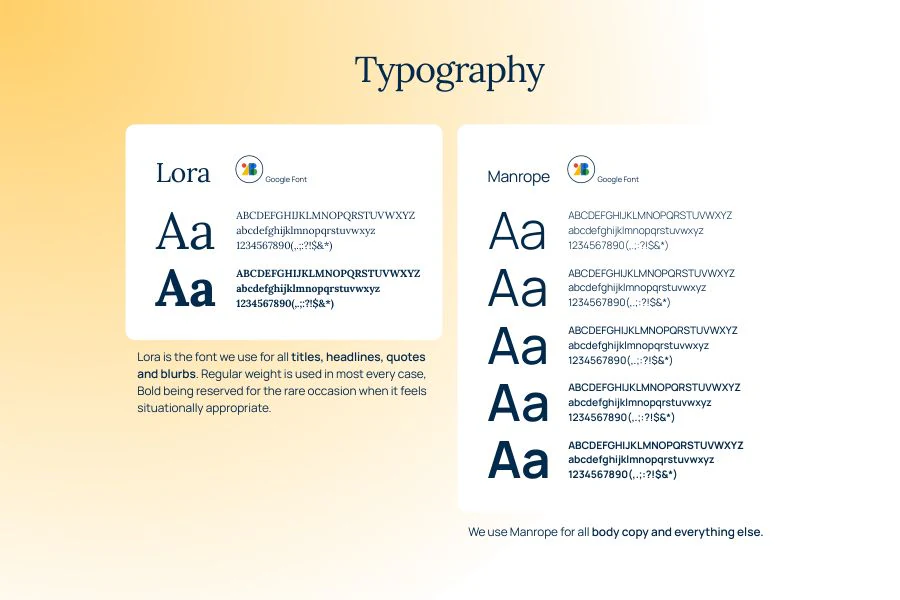 Typography
Lora
Google Font
Aa
ABCDEFGHIJKLMNOPQRSTUVWXYZ
abcdefghijklmnopqrstuvwxyz
1234567890(,.;:?!$&*)
Aa
ABCDEFGHIJKLMNOPQRSTUVWXYZ
abcdefghijklmnopqrstuvwxyz
1234567890(,.;:?!$&*)
Lora is the font we use for all titles, headlines, quotes
and blurbs. Regular weight is used in most every case,
Bold being reserved for the rare occasion when it feels
situationally appropriate.
Manrope
Google Font
Aa
ABCDEFGHIJKLMNOPQRSTUVWXYZ
abcdefghijklmnopqrstuvwxyz
1234567890(,.;:?!$&*)
Aa
ABCDEFGHIJKLMNOPQRSTUVWXYZ
abcdefghijklmnopqrstuvwxyz
1234567890(,.;:?!$&*)
Aa
ABCDEFGHIJKLMNOPQRSTUVWXYZ
abcdefghijklmnopqrstuvwxyz
1234567890(,.;:?!$&*)
Aa
ABCDEFGHIJKLMNOPQRSTUVWXYZ
abcdefghijklmnopqrstuvwxyz
1234567890(,.;:?!$&*)
Aa
ABCDEFGHIJKLMNOPQRSTUVWXYZ
abcdefghijklmnopqrstuvwxyz
1234567890(,.;:?!$&*)
We use Manrope for all body copy and everything else.